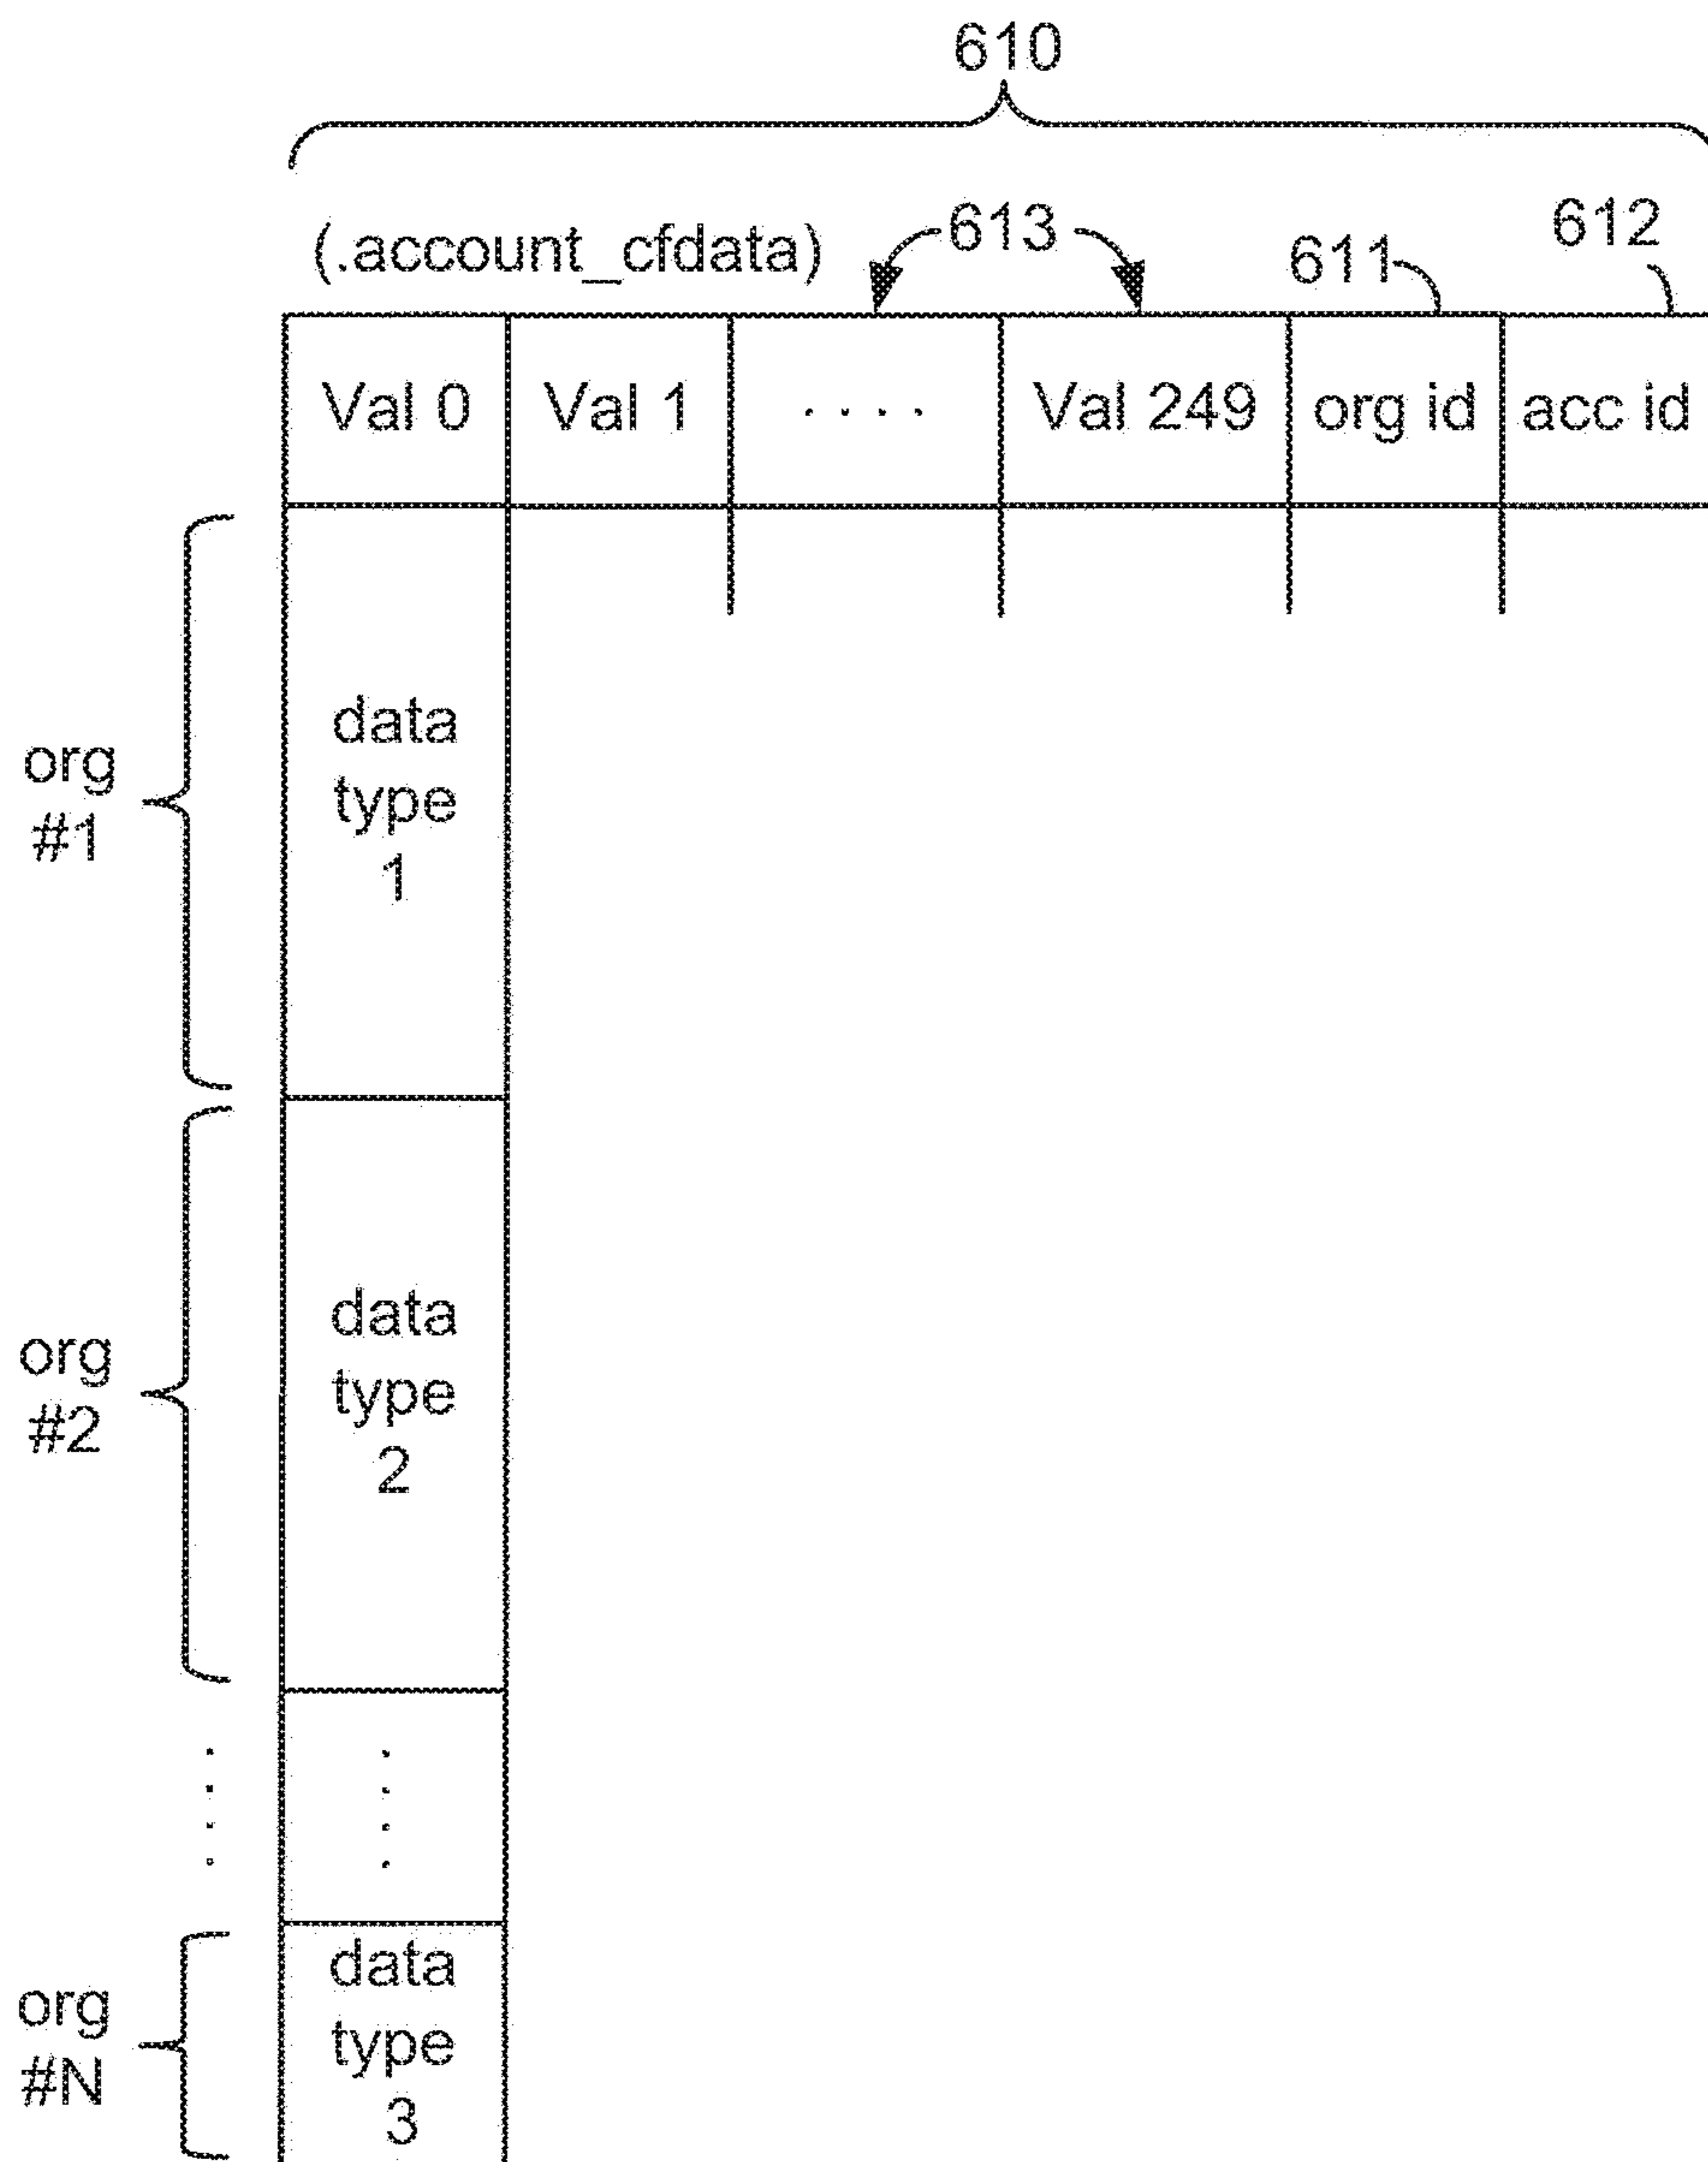 610
(.account_cfdata)
613
611
612
Val 0
Val 1
. . . .
Val 249
org id
acc id
org
#1
data
type
1
org
#2
data
type
2
org
#N
data
type
3